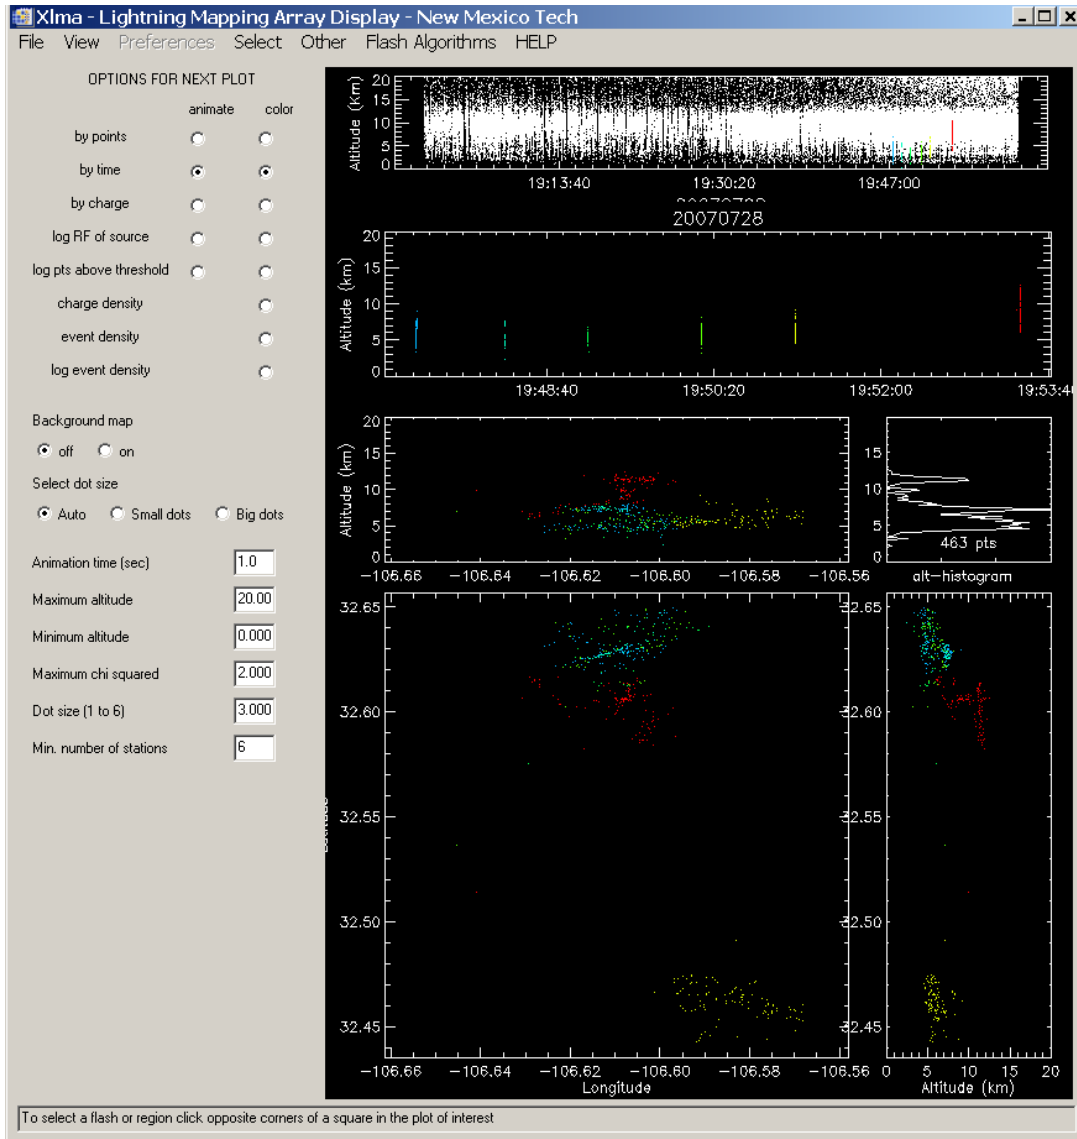 Xlma - Lightning Mapping Array Display - New Mexico Tech
File View Preferences Select Other Flash Algorithms HELP
OPTIONS FOR NEXT PLOT
animate color
by points
by time
by charge
log RF of source
log pts above threshold
charge density
event density
log event density
Background map
off on
Select dot size
Auto Small dots Big dots
Animation time (sec) 1.0
Maximum altitude 20.00
Minimum altitude 0.000
Maximum chi squared 2.000
Dot size (1 to 6) 3.000
Min. number of stations 6
Altitude (km)
20
15
10
5
0
19:13:40 19:30:20 19:47:00
20070728
20070728
Altitude (km)
20
15
10
5
0
19:48:40 19:50:20 19:52:00 19:53:4
Altitude (km)
20
15
10
5
0
-106.66 -106.64 -106.62 -106.60 -106.58 -106.56
15
10
5
0
463 pts
alt-histogram
Latitude
32.65
32.60
32.55
32.50
32.45
-106.66 -106.64 -106.62 -106.60 -106.58 -106.56
Longitude
32.60
32.55
32.50
32.45
0 5 10 15 20
Altitude (km)
To select a flash or region click opposite corners of a square in the plot of interest